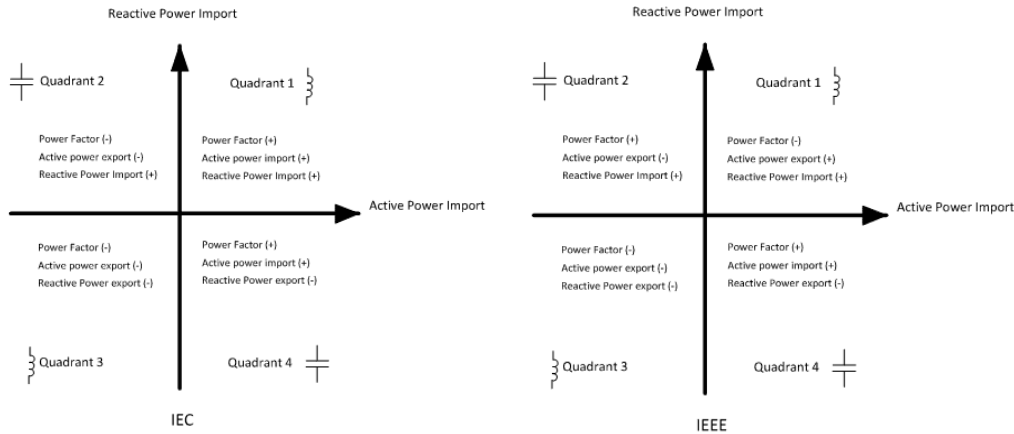 Reactive Power Import
Quadrant 2
Quadrant 1
Power Factor (-)
Active power export (-)
Reactive Power Import (+)
Power Factor (+)
Active power import (+)
Reactive Power Import (+)
Active Power Import
Power Factor (-)
Active power export (-)
Reactive Power export (-)
Power Factor (+)
Active power import (+)
Reactive Power export (-)
Quadrant 3
Quadrant 4
IEC
Reactive Power Import
Quadrant 2
Quadrant 1
Power Factor (+)
Active power export (-)
Reactive Power Import (+)
Power Factor (-)
Active power export (+)
Reactive Power Import (+)
Active Power Import
Power Factor (-)
Active power export (-)
Reactive Power export (-)
Power Factor (+)
Active power import (+)
Reactive Power export (-)
Quadrant 3
Quadrant 4
IEEE